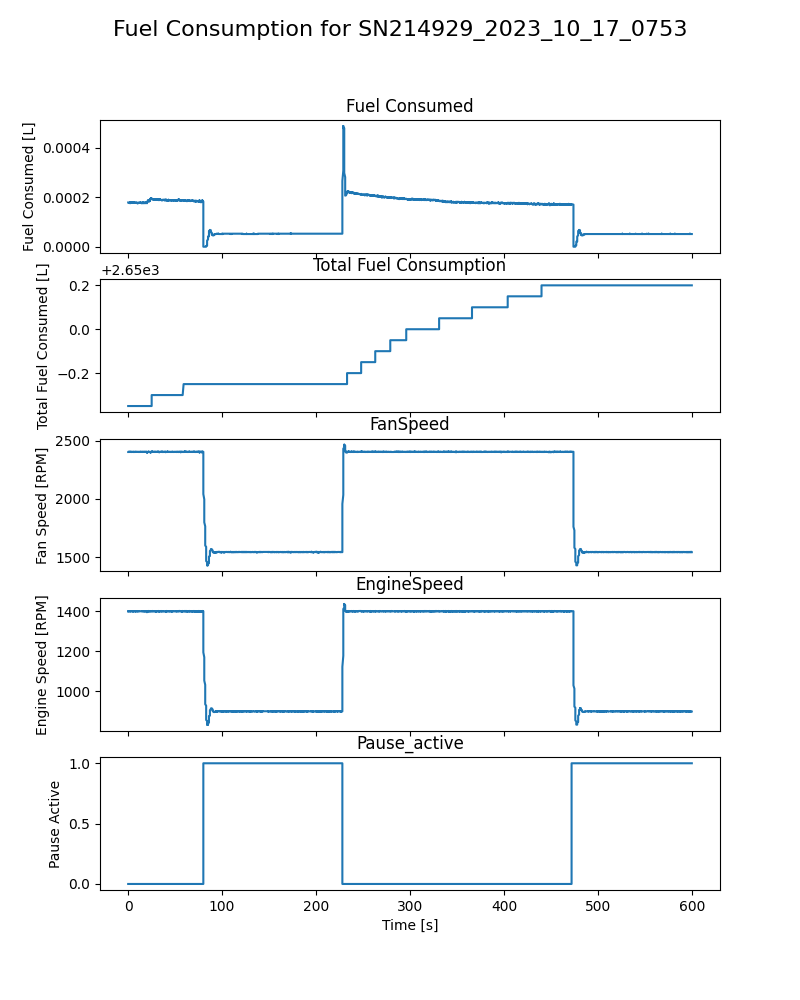 Fuel Consumption for SN214929_2023_10_17_0753
Fuel Consumed
Fuel Consumed [L]
0.0004
0.0002
0.0000
Total Fuel Consumption
+2.65e3
Total Fuel Consumed [L]
0.2
0.0
−0.2
FanSpeed
Fan Speed [RPM]
2500
2000
1500
EngineSpeed
Engine Speed [RPM]
1400
1200
1000
Pause_active
Pause Active
1.0
0.5
0.0
0 100 200 300 400 500 600
Time [s]